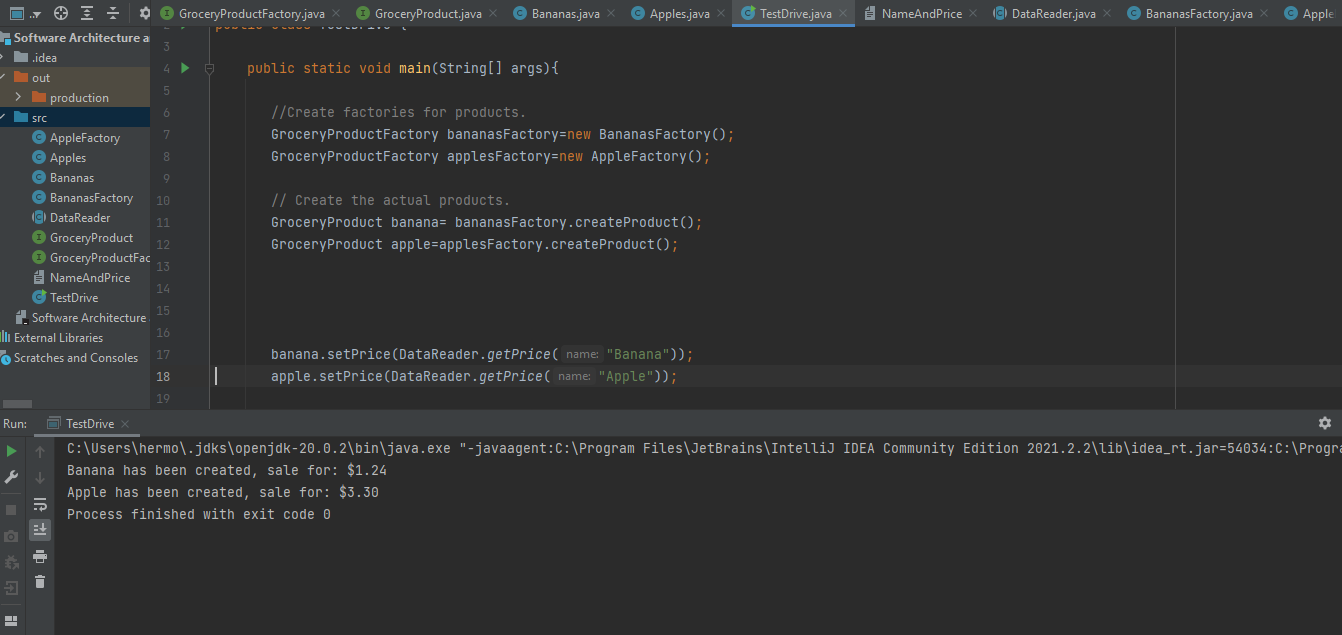 GroceryProductFactory.java GroceryProduct.java Bananas.java Apples.java TestDrive.java NameAndPrice DataReader.java BananasFactory.java Apple
Software Architecture a
.idea
out
production
src
AppleFactory
Apples
Bananas
BananasFactory
DataReader
GroceryProduct
GroceryProductFac
NameAndPrice
TestDrive
Software Architecture
External Libraries
Scratches and Consoles
3
4 public static void main(String[] args){
5
6 //Create factories for products.
7 GroceryProductFactory bananasFactory=new BananasFactory();
8 GroceryProductFactory applesFactory=new AppleFactory();
9
10 // Create the actual products.
11 GroceryProduct banana= bananasFactory.createProduct();
12 GroceryProduct apple=applesFactory.createProduct();
13
14
15
16
17 banana.setPrice(DataReader.getPrice( name: "Banana"));
18 apple.setPrice(DataReader.getPrice( name: "Apple"));
19
Run: TestDrive
C:\Users\hermo\.jdks\openjdk-20.0.2\bin\java.exe "-javaagent:C:\Program Files\JetBrains\IntelliJ IDEA Community Edition 2021.2.2\lib\idea_rt.jar=54034:C:\Progra
Banana has been created, sale for: $1.24
Apple has been created, sale for: $3.30
Process finished with exit code 0